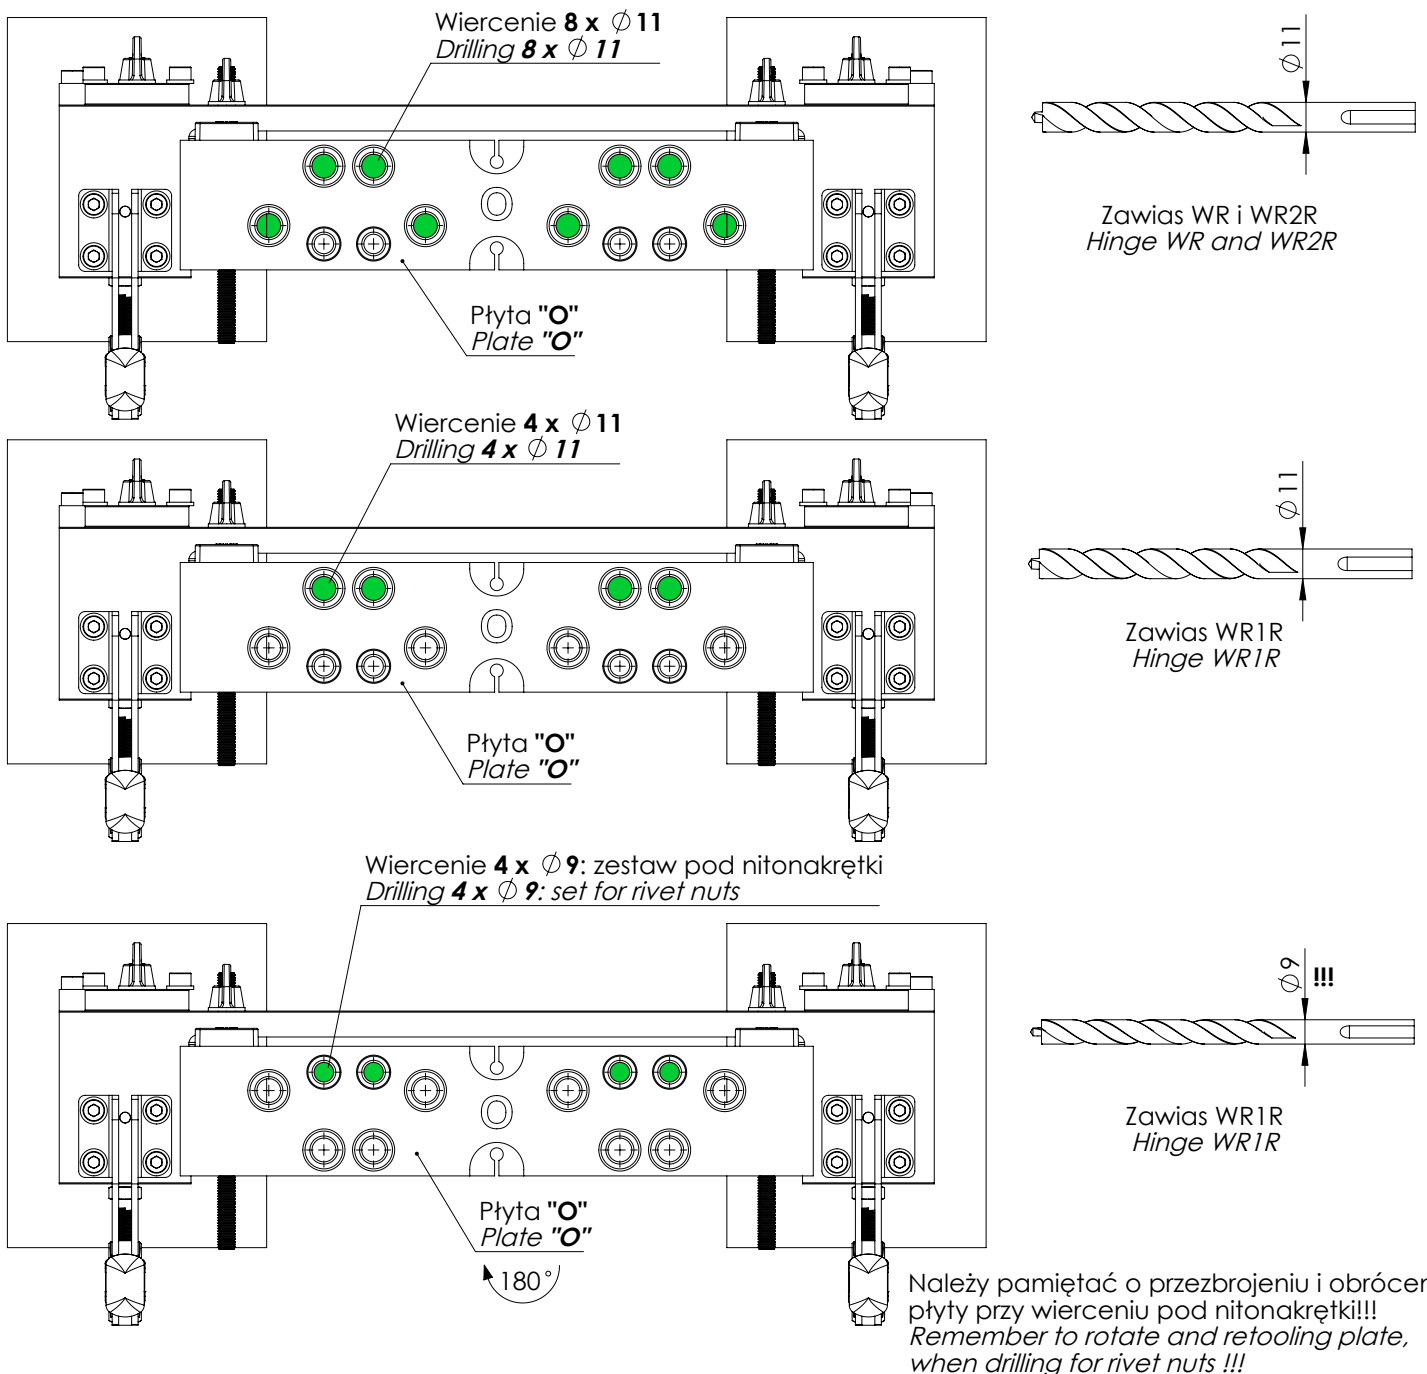 Wiercenie 8 x ∅ 11
Drilling 8 x ∅ 11
∅11
O
Zawias WR i WR2R
Hinge WR and WR2R
Płyta "O"
Plate "O"
Wiercenie 4 x ∅ 11
Drilling 4 x ∅ 11
∅11
O
Zawias WR1R
Hinge WR1R
Płyta "O"
Plate "O"
Wiercenie 4 x ∅ 9: zestaw pod nitonakrętki
Drilling 4 x ∅ 9: set for rivet nuts
∅9 !!!
O
Zawias WR1R
Hinge WR1R
Płyta "O"
Plate "O"
180°
Należy pamiętać o przezbrojeniu i obrócen
płyty przy wierceniu pod nitonakrętki!!!
Remember to rotate and retooling plate,
when drilling for rivet nuts !!!